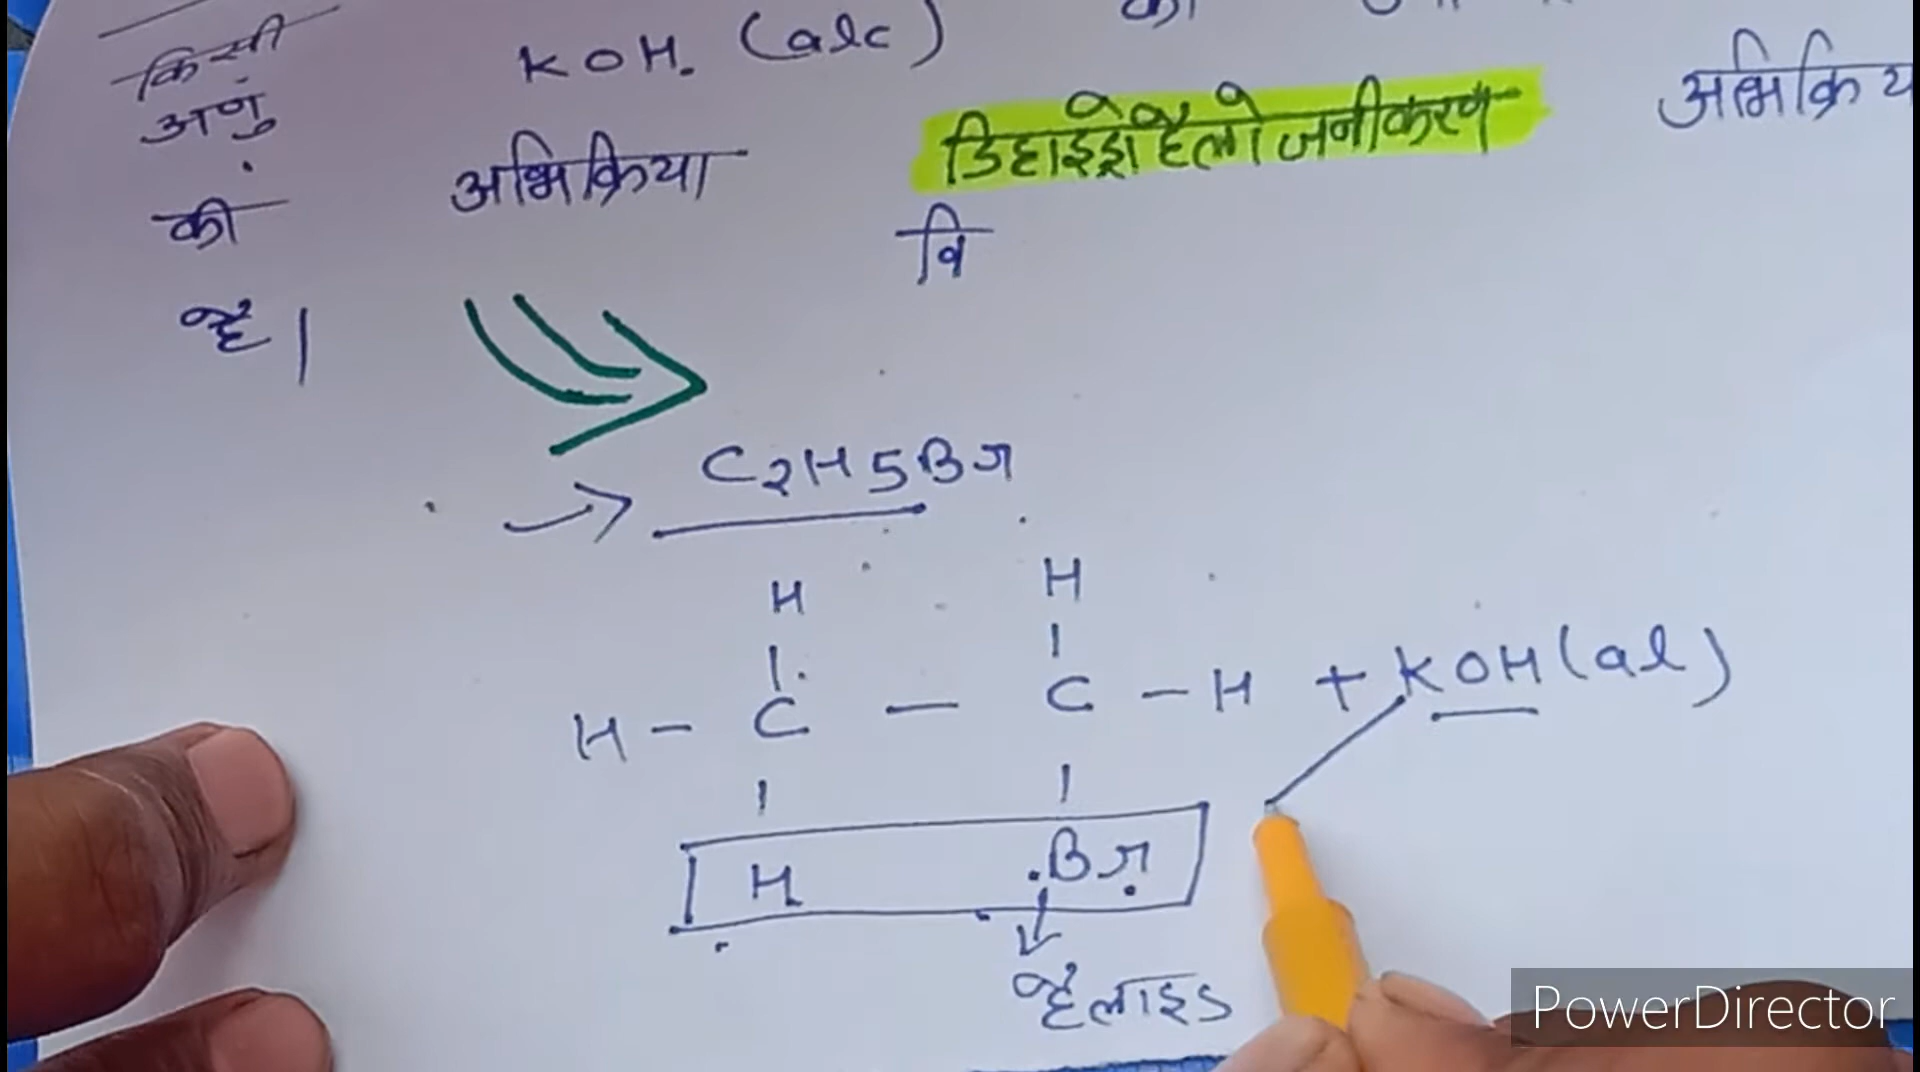 किसी KOH. (alc) की
अणु
की अभिक्रिया डिहाइड्रोहैलोजनीकरण अभिक्रिय
वि
है।
→ C2H5Br
H H
H - C — C - H + KOH (al)
H .Br
हैलाइड
PowerDirector